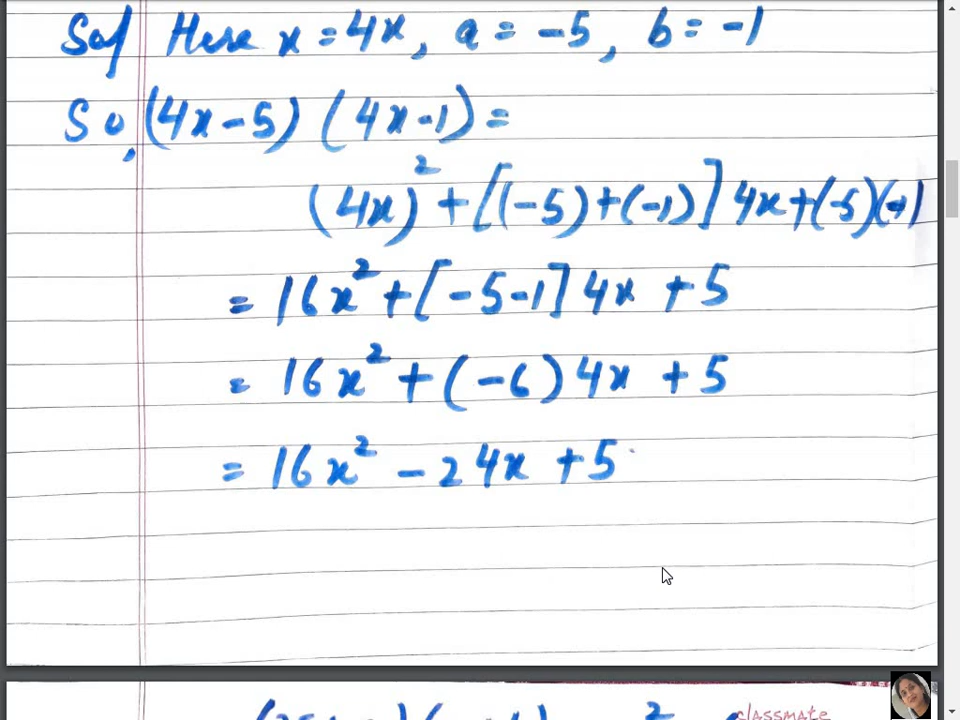 Sol Here x = 4x, a = -5, b = -1
So, (4x-5) (4x-1) =
(4x)² + [(-5)+(-1)] 4x+(-5)(-1)
= 16x² + [-5-1] 4x + 5
= 16x² + (-6) 4x + 5
= 16x² - 24x + 5
classmate